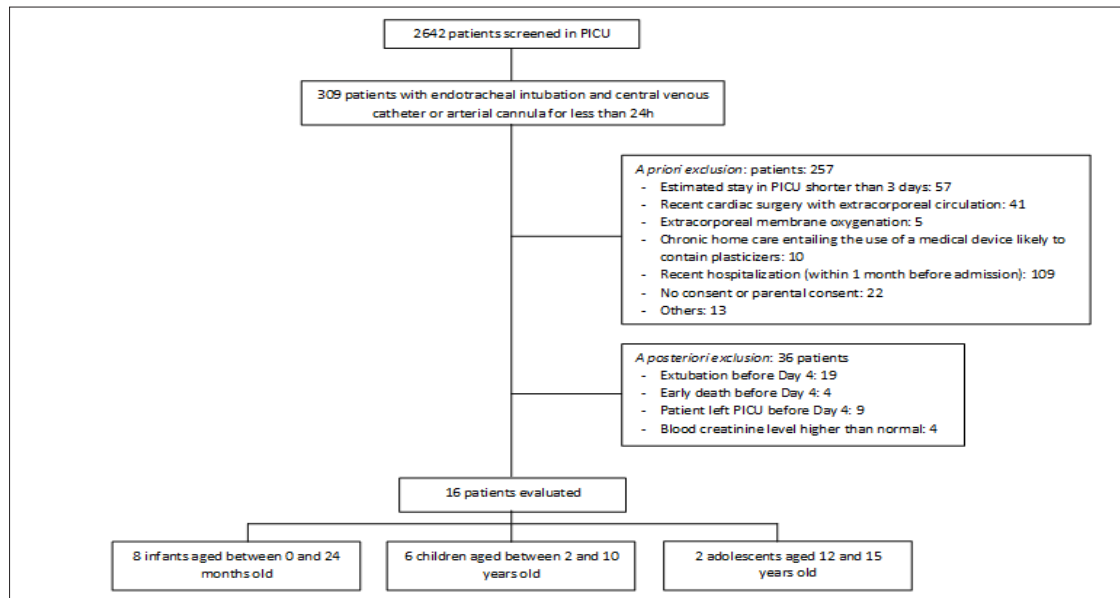 2642 patients screened in PICU
309 patients with endotracheal intubation and central venous
catheter or arterial cannula for less than 24h
A priori exclusion: patients: 257
- Estimated stay in PICU shorter than 3 days: 57
- Recent cardiac surgery with extracorporeal circulation: 41
- Extracorporeal membrane oxygenation: 5
- Chronic home care entailing the use of a medical device likely to
contain plasticizers: 10
- Recent hospitalization (within 1 month before admission): 109
- No consent or parental consent: 22
- Others: 13
A posteriori exclusion: 36 patients
- Extubation before Day 4: 19
- Early death before Day 4: 4
- Patient left PICU before Day 4: 9
- Blood creatinine level higher than normal: 4
16 patients evaluated
8 infants aged between 0 and 24
months old
6 children aged between 2 and 10
years old
2 adolescents aged 12 and 15
years old